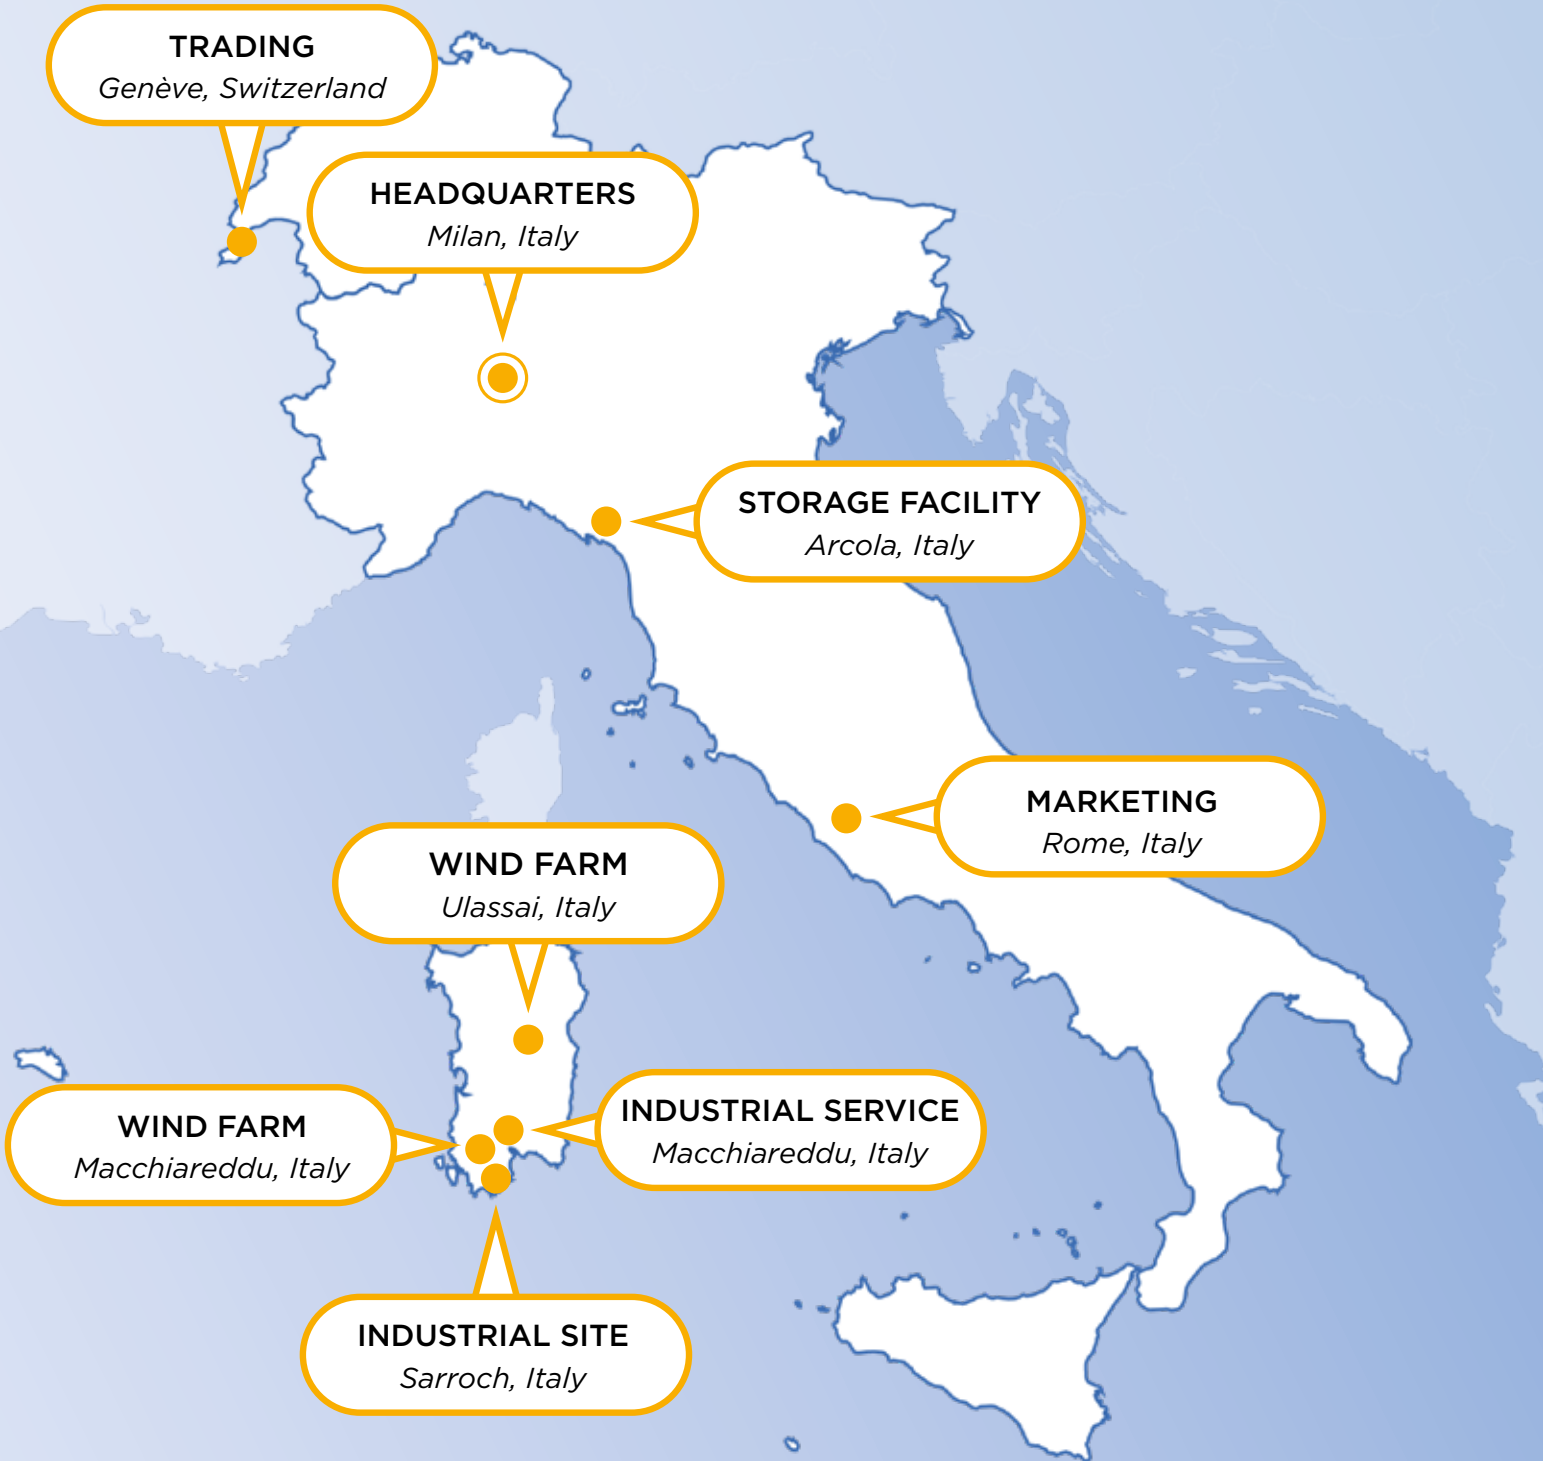 TRADING
Genève, Switzerland
HEADQUARTERS
Milan, Italy
STORAGE FACILITY
Arcola, Italy
MARKETING
Rome, Italy
WIND FARM
Ulassai, Italy
INDUSTRIAL SERVICE
Macchiareddu, Italy
WIND FARM
Macchiareddu, Italy
INDUSTRIAL SITE
Sarroch, Italy